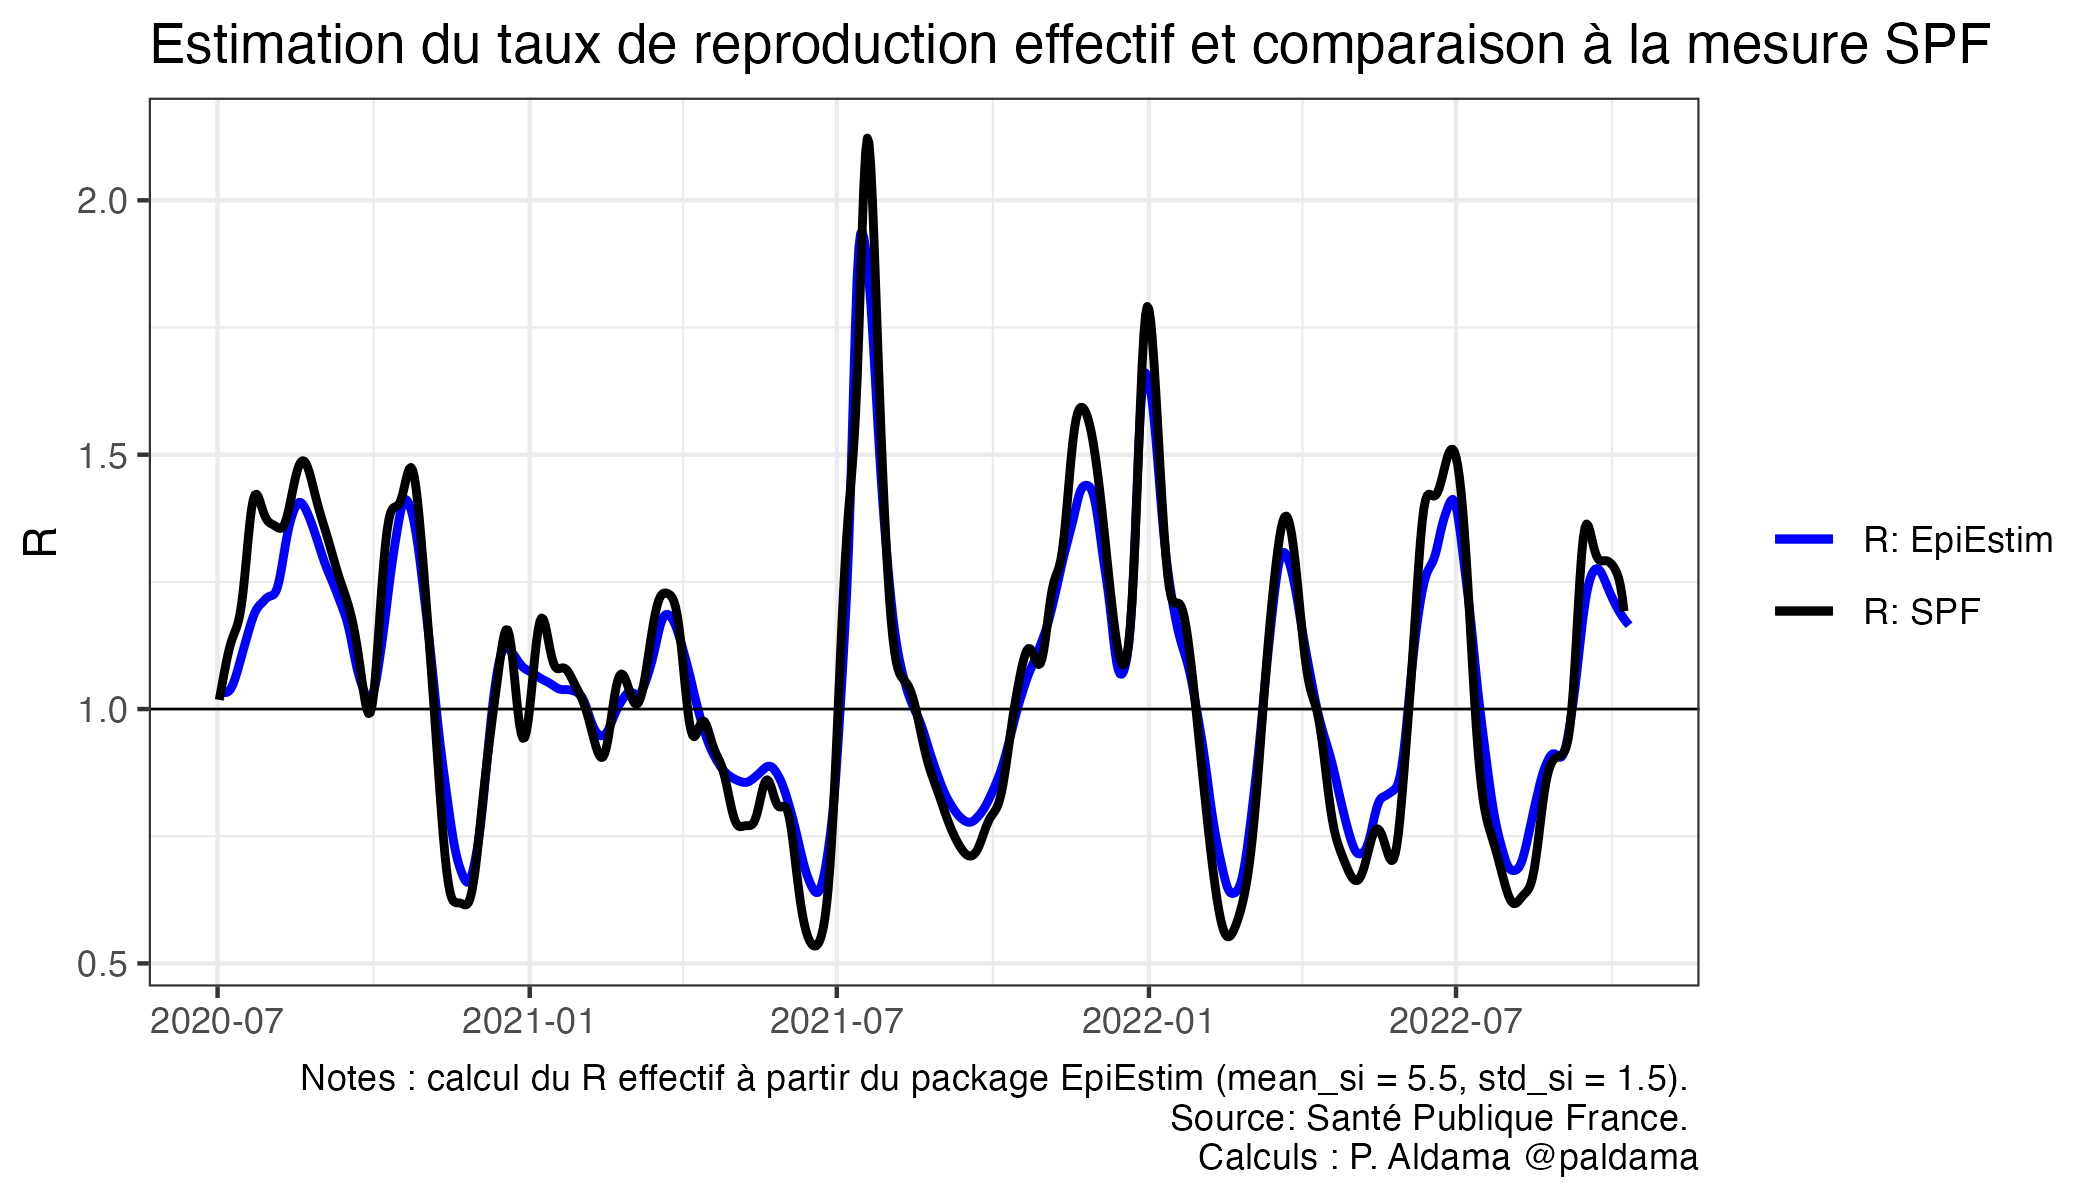 Estimation du taux de reproduction effectif et comparaison à la mesure SPF
R
2.0
1.5
1.0
0.5
2020-07
2021-01
2021-07
2022-01
2022-07
R: EpiEstim
R: SPF
Notes : calcul du R effectif à partir du package EpiEstim (mean_si = 5.5, std_si = 1.5).
Source: Santé Publique France.
Calculs : P. Aldama @paldama